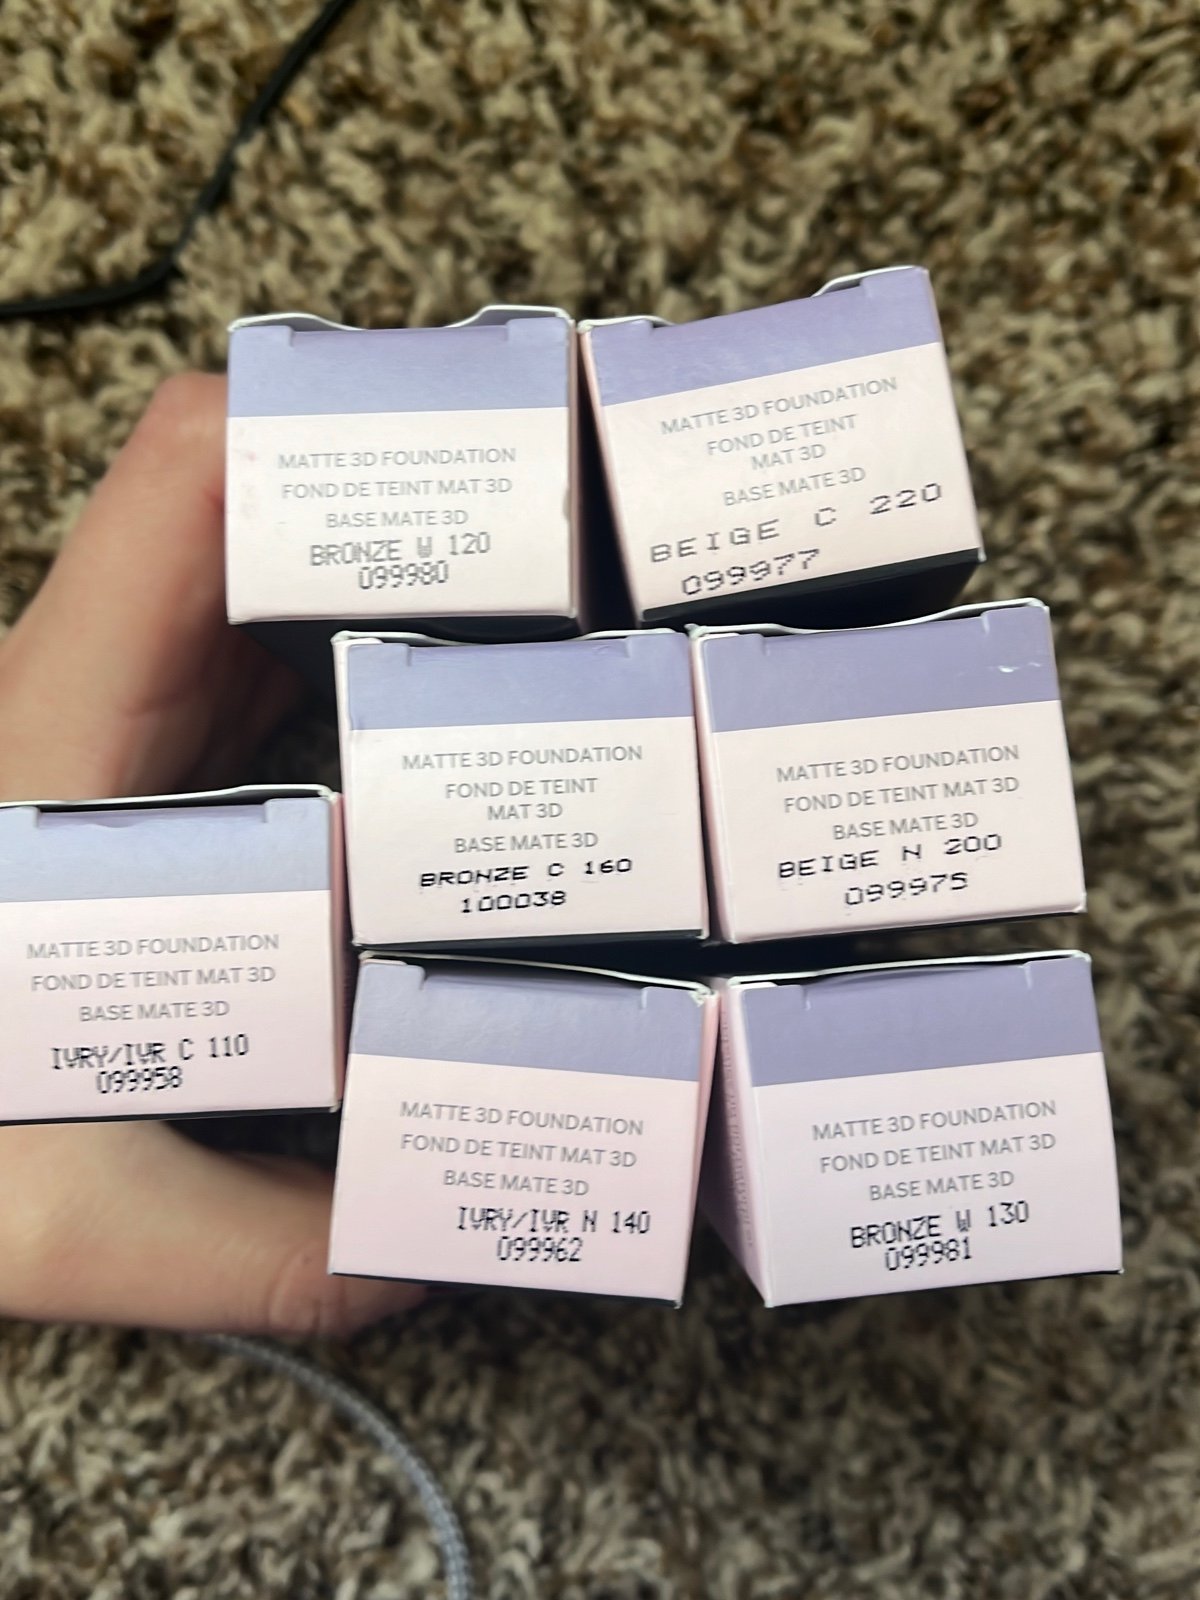 MATTE 3D FOUNDATION
FOND DE TEINT MAT 3D
BASE MATE 3D
BRONZE W 120
099980
MATTE 3D FOUNDATION
FOND DE TEINT
MAT 3D
BASE MATE 3D
BEIGE C 220
099977
MATTE 3D FOUNDATION
FOND DE TEINT
MAT 3D
BASE MATE 3D
BRONZE C 160
100038
MATTE 3D FOUNDATION
FOND DE TEINT MAT 3D
BASE MATE 3D
BEIGE N 200
099975
MATTE 3D FOUNDATION
FOND DE TEINT MAT 3D
BASE MATE 3D
IVRY/IVR C 110
099958
MATTE 3D FOUNDATION
FOND DE TEINT MAT 3D
BASE MATE 3D
IVRY/IVR N 140
099962
MATTE 3D FOUNDATION
FOND DE TEINT MAT 3D
BASE MATE 3D
BRONZE W 130
099981